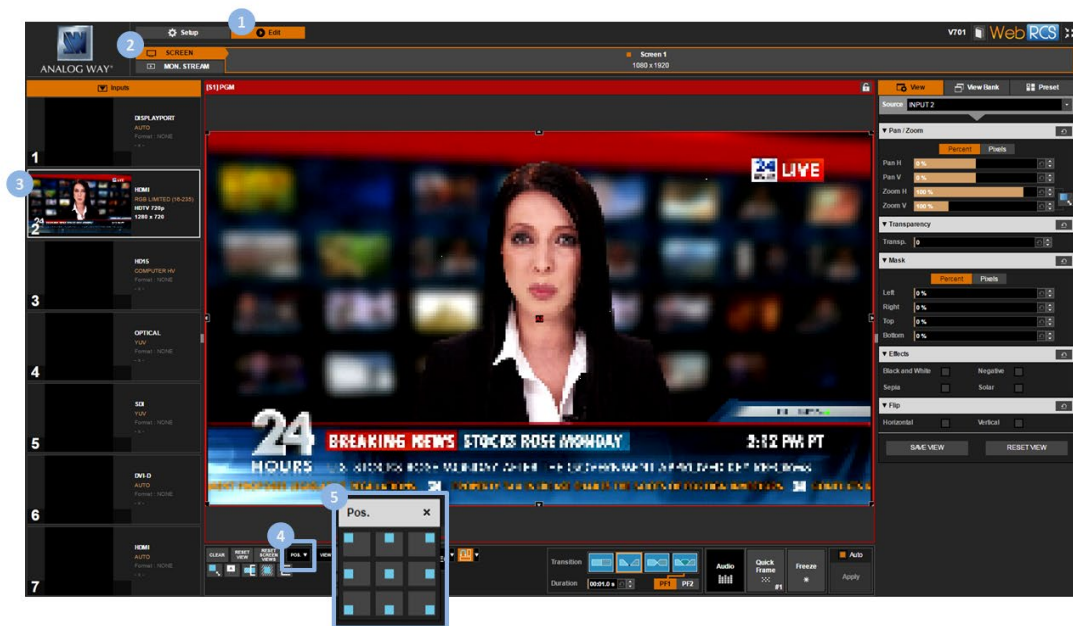 1
Setup
Edit
V701
Web RCS
2
SCREEN
MON. STREAM
Screen 1
1080 x 1920
ANALOG WAY®
Inputs
[S1] PGM
View
View Bank
Preset
DISPLAYPORT
AUTO
Format : NONE
- x -
1
3
HDMI
RGB LIMITED (16-235)
HDTV 720p
1280 x 720
2
HD15
COMPUTER HV
Format : NONE
- x -
3
OPTICAL
YUV
Format : NONE
- x -
4
SDI
YUV
Format : NONE
- x -
5
DVI-D
AUTO
Format : NONE
- x -
6
HDMI
AUTO
Format : NONE
- x -
7
24 LIVE
24
HOURS
BREAKING NEWS STOCKS ROSE MONDAY
3:12 PM PT
Source INPUT 2
Pan / Zoom
Percent Pixels
Pan H 0 %
Pan V 0 %
Zoom H 100 %
Zoom V 100 %
Transparency
Transp. 0
Mask
Percent Pixels
Left 0 %
Right 0 %
Top 0 %
Bottom 0 %
Effects
Black and White Negative
Sepia Solar
Flip
Horizontal Vertical
SAVE VIEW RESET VIEW
4
5
Pos. ×
CLEAR
RESET VIEW
RESET SCREEN VIEWS
POS.
VIEW
Transition
Duration 00:01.0 s
PF1 PF2
Audio
Quick Frame
#1
Freeze
Auto
Apply